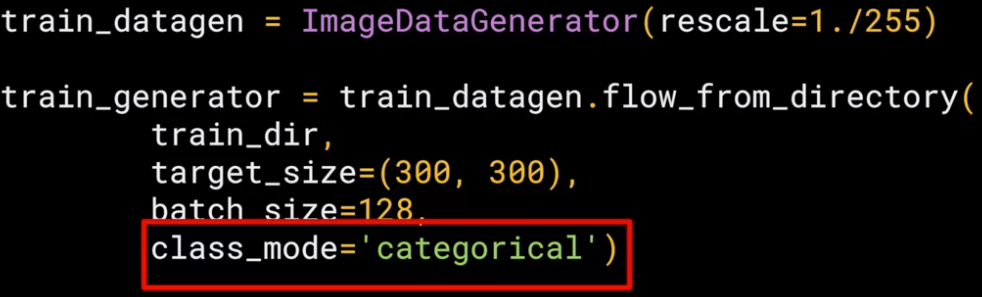 train_datagen = ImageDataGenerator(rescale=1./255)
train_generator = train_datagen.flow_from_directory(
train_dir,
target_size=(300, 300),
batch_size=128,
class_mode='categorical')